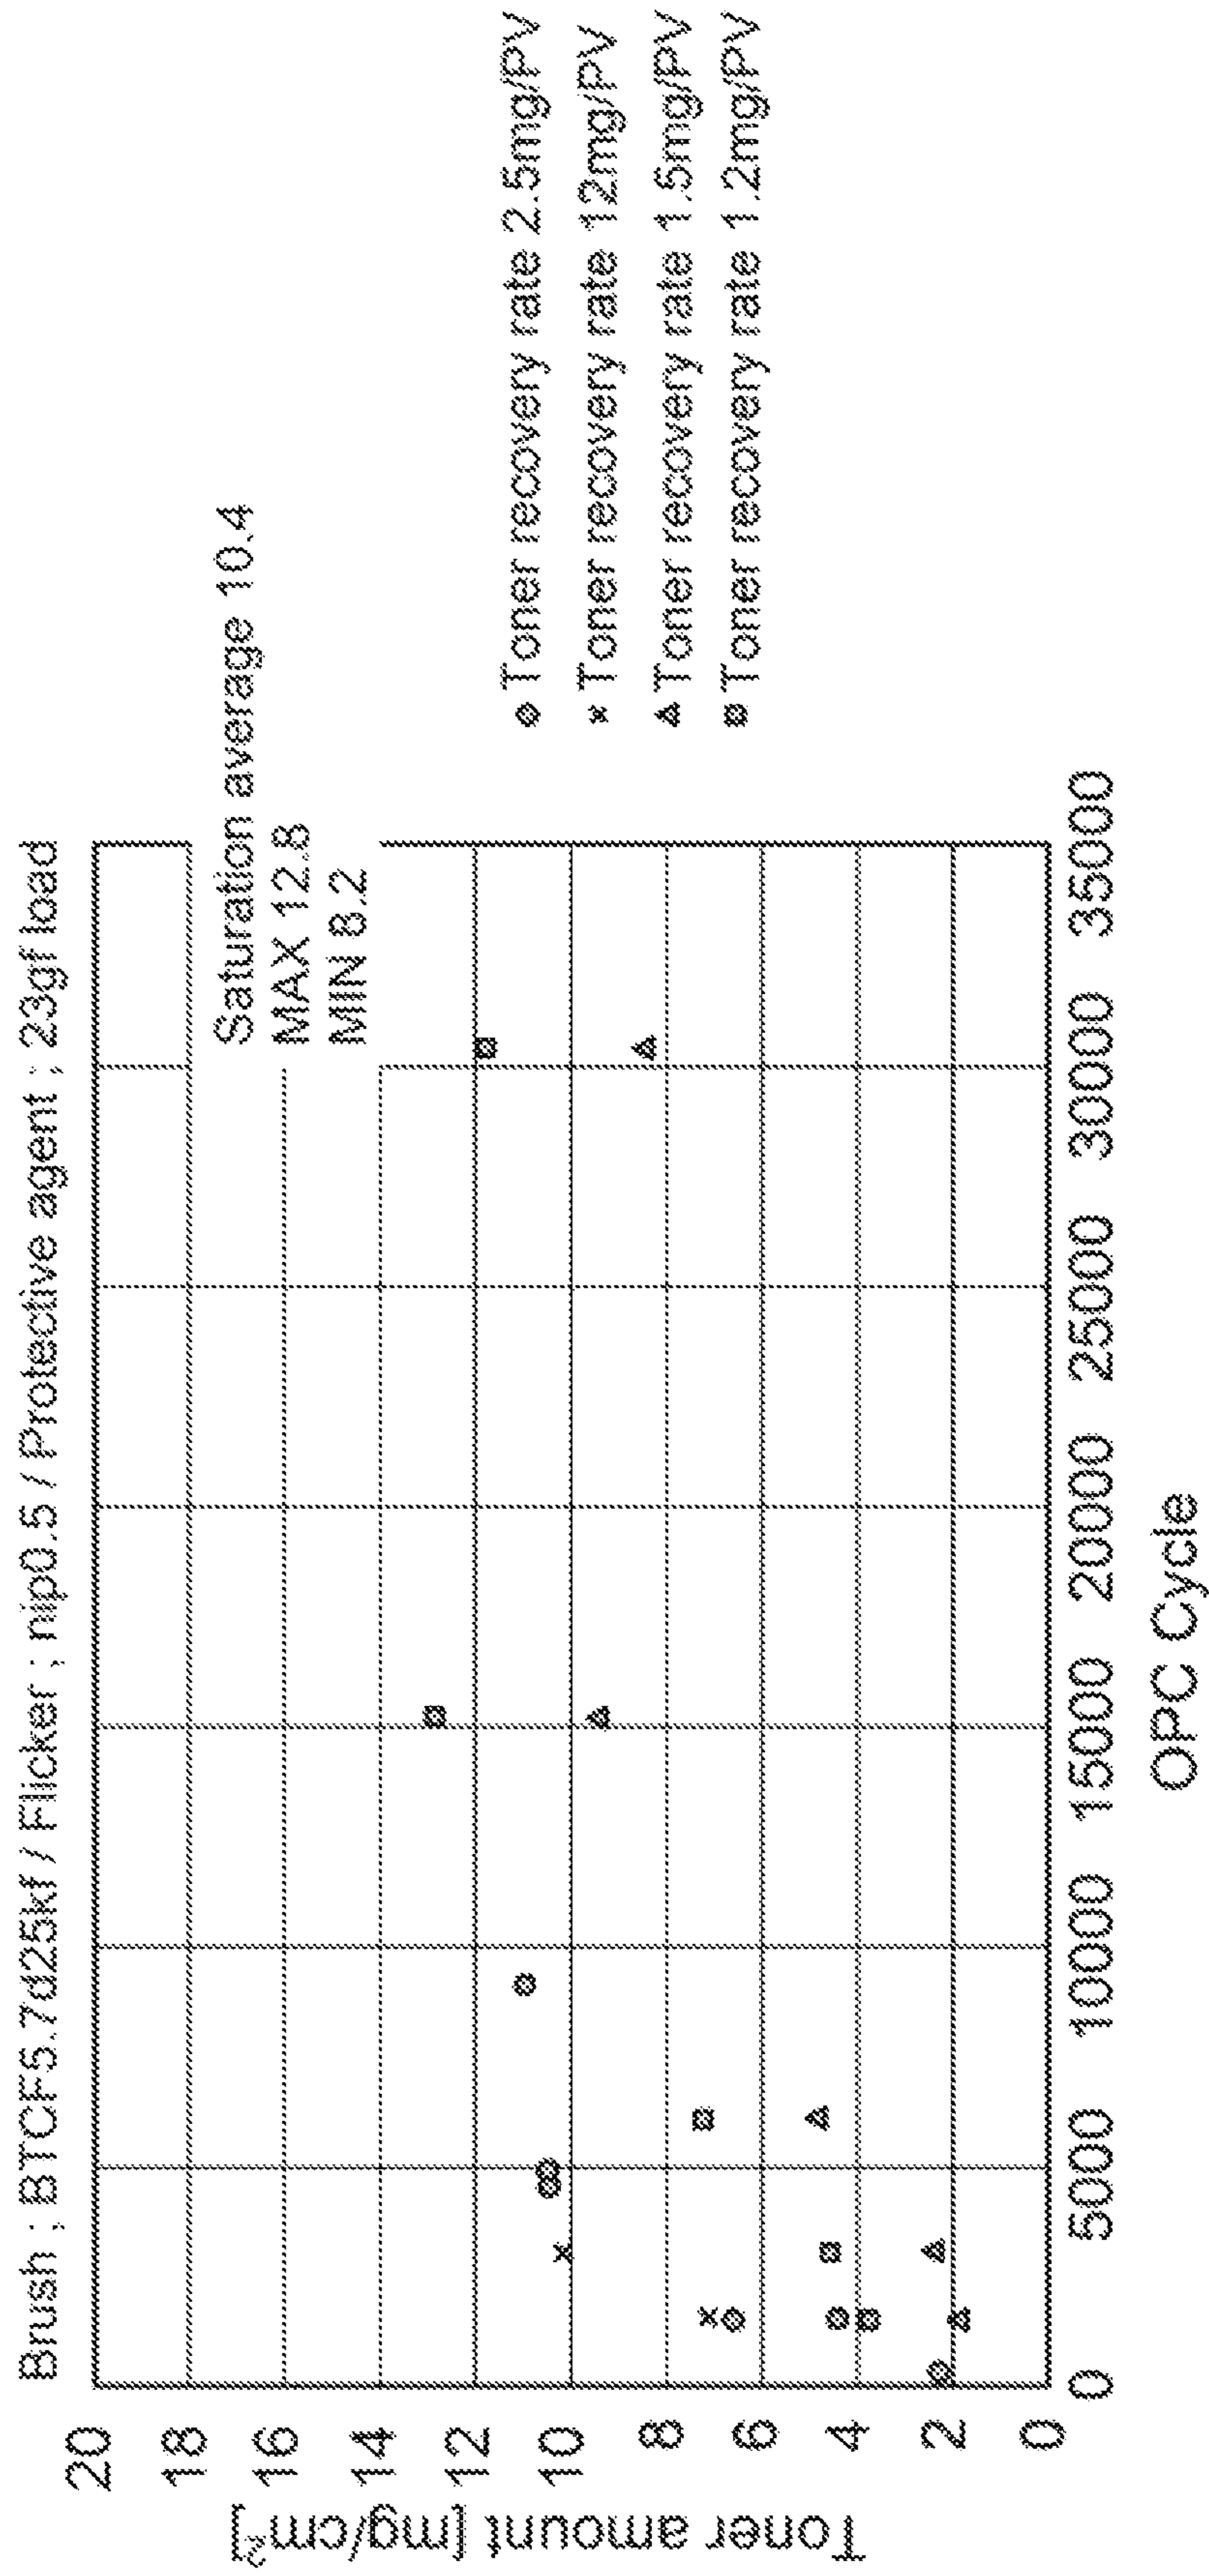 Brush ; BTCF5.7d25kf / Flicker ; nip0.5 / Protective agent ; 23gf load
Toner amount [mg/cm²]
20
18
16
14
12
10
8
6
4
2
0
Saturation average 10.4
MAX 12.8
MIN 8.2
0 5000 10000 15000 20000 25000 30000 35000
OPC Cycle
Toner recovery rate 2.5mg/PV
Toner recovery rate 12mg/PV
Toner recovery rate 1.5mg/PV
Toner recovery rate 1.2mg/PV